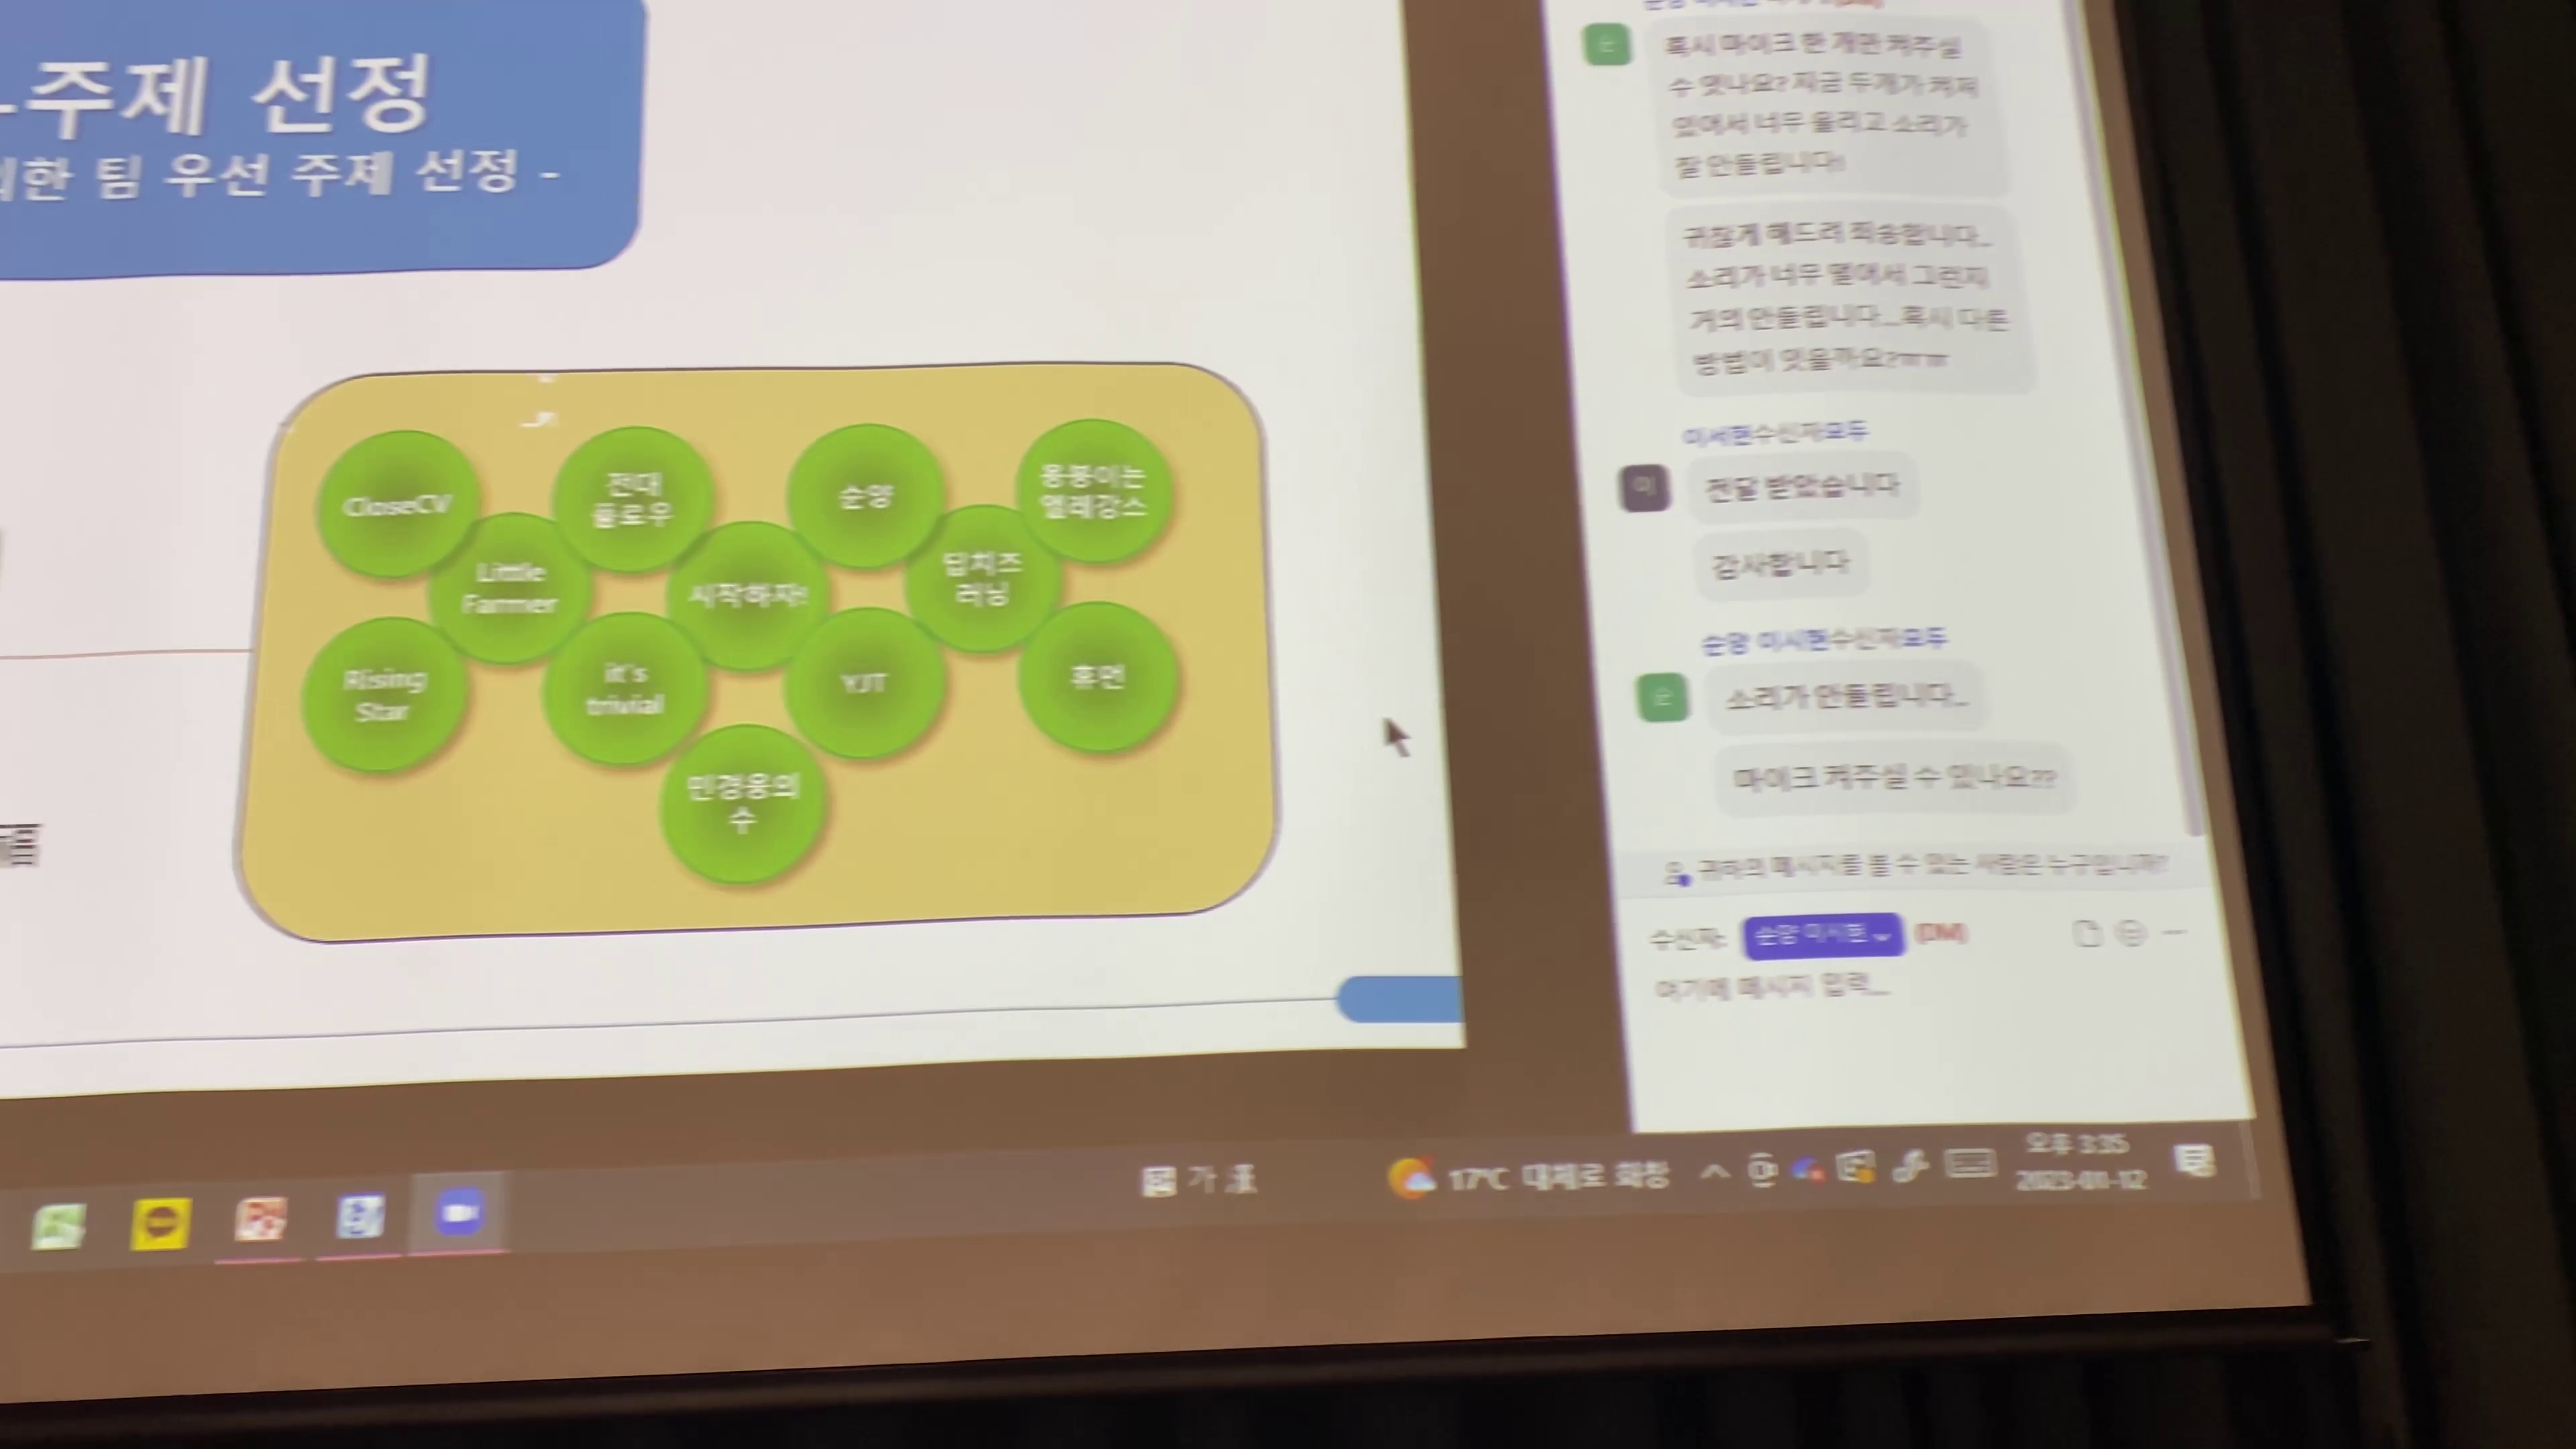 주제 선정
한 팀 우선 주제 선정 -
CloseCV
전대
플로우
순양
용봉이는
열레강스
Little
Farmer
시작하자!
딥치즈
러닝
Rising
Star
it's
trivial
YJT
휴먼
민경용의
수
혹시 마이크 한 개만 켜주실
수 잇나요? 지금 두개가 켜져
있어서 너무 울리고 소리가
잘 안들립니다!
귀찮게 해드려 죄송합니다..
소리가 너무 멀어서 그런지
거의 안들립니다...혹시 다른
방법이 잇을까요?ㅠㅠ
이세현수신자모두
이
전달 받았습니다
감사합니다
순양 이시현수신자모두
순
소리가 안들립니다..
마이크 켜주실 수 있나요??
귀하의 메시지를 볼 수 있는 사람은 누구입니까?
수신자: 순양 이시현 (DM)
여기에 메시지 입력...
가 漢
17°C 대체로 화창
오후 3:35
2023-01-12